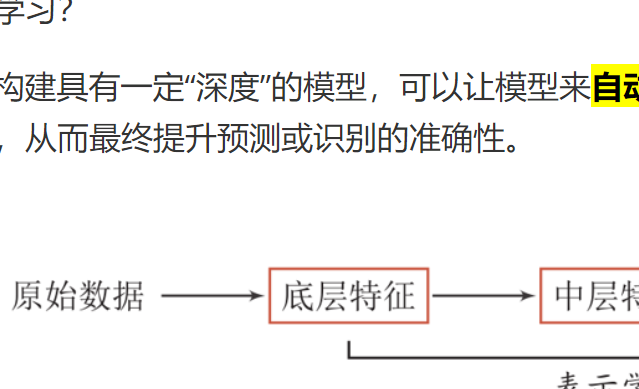 学习？
构建具有一定“深度”的模型，可以让模型来自动
，从而最终提升预测或识别的准确性。
原始数据 底层特征 中层特
表示学